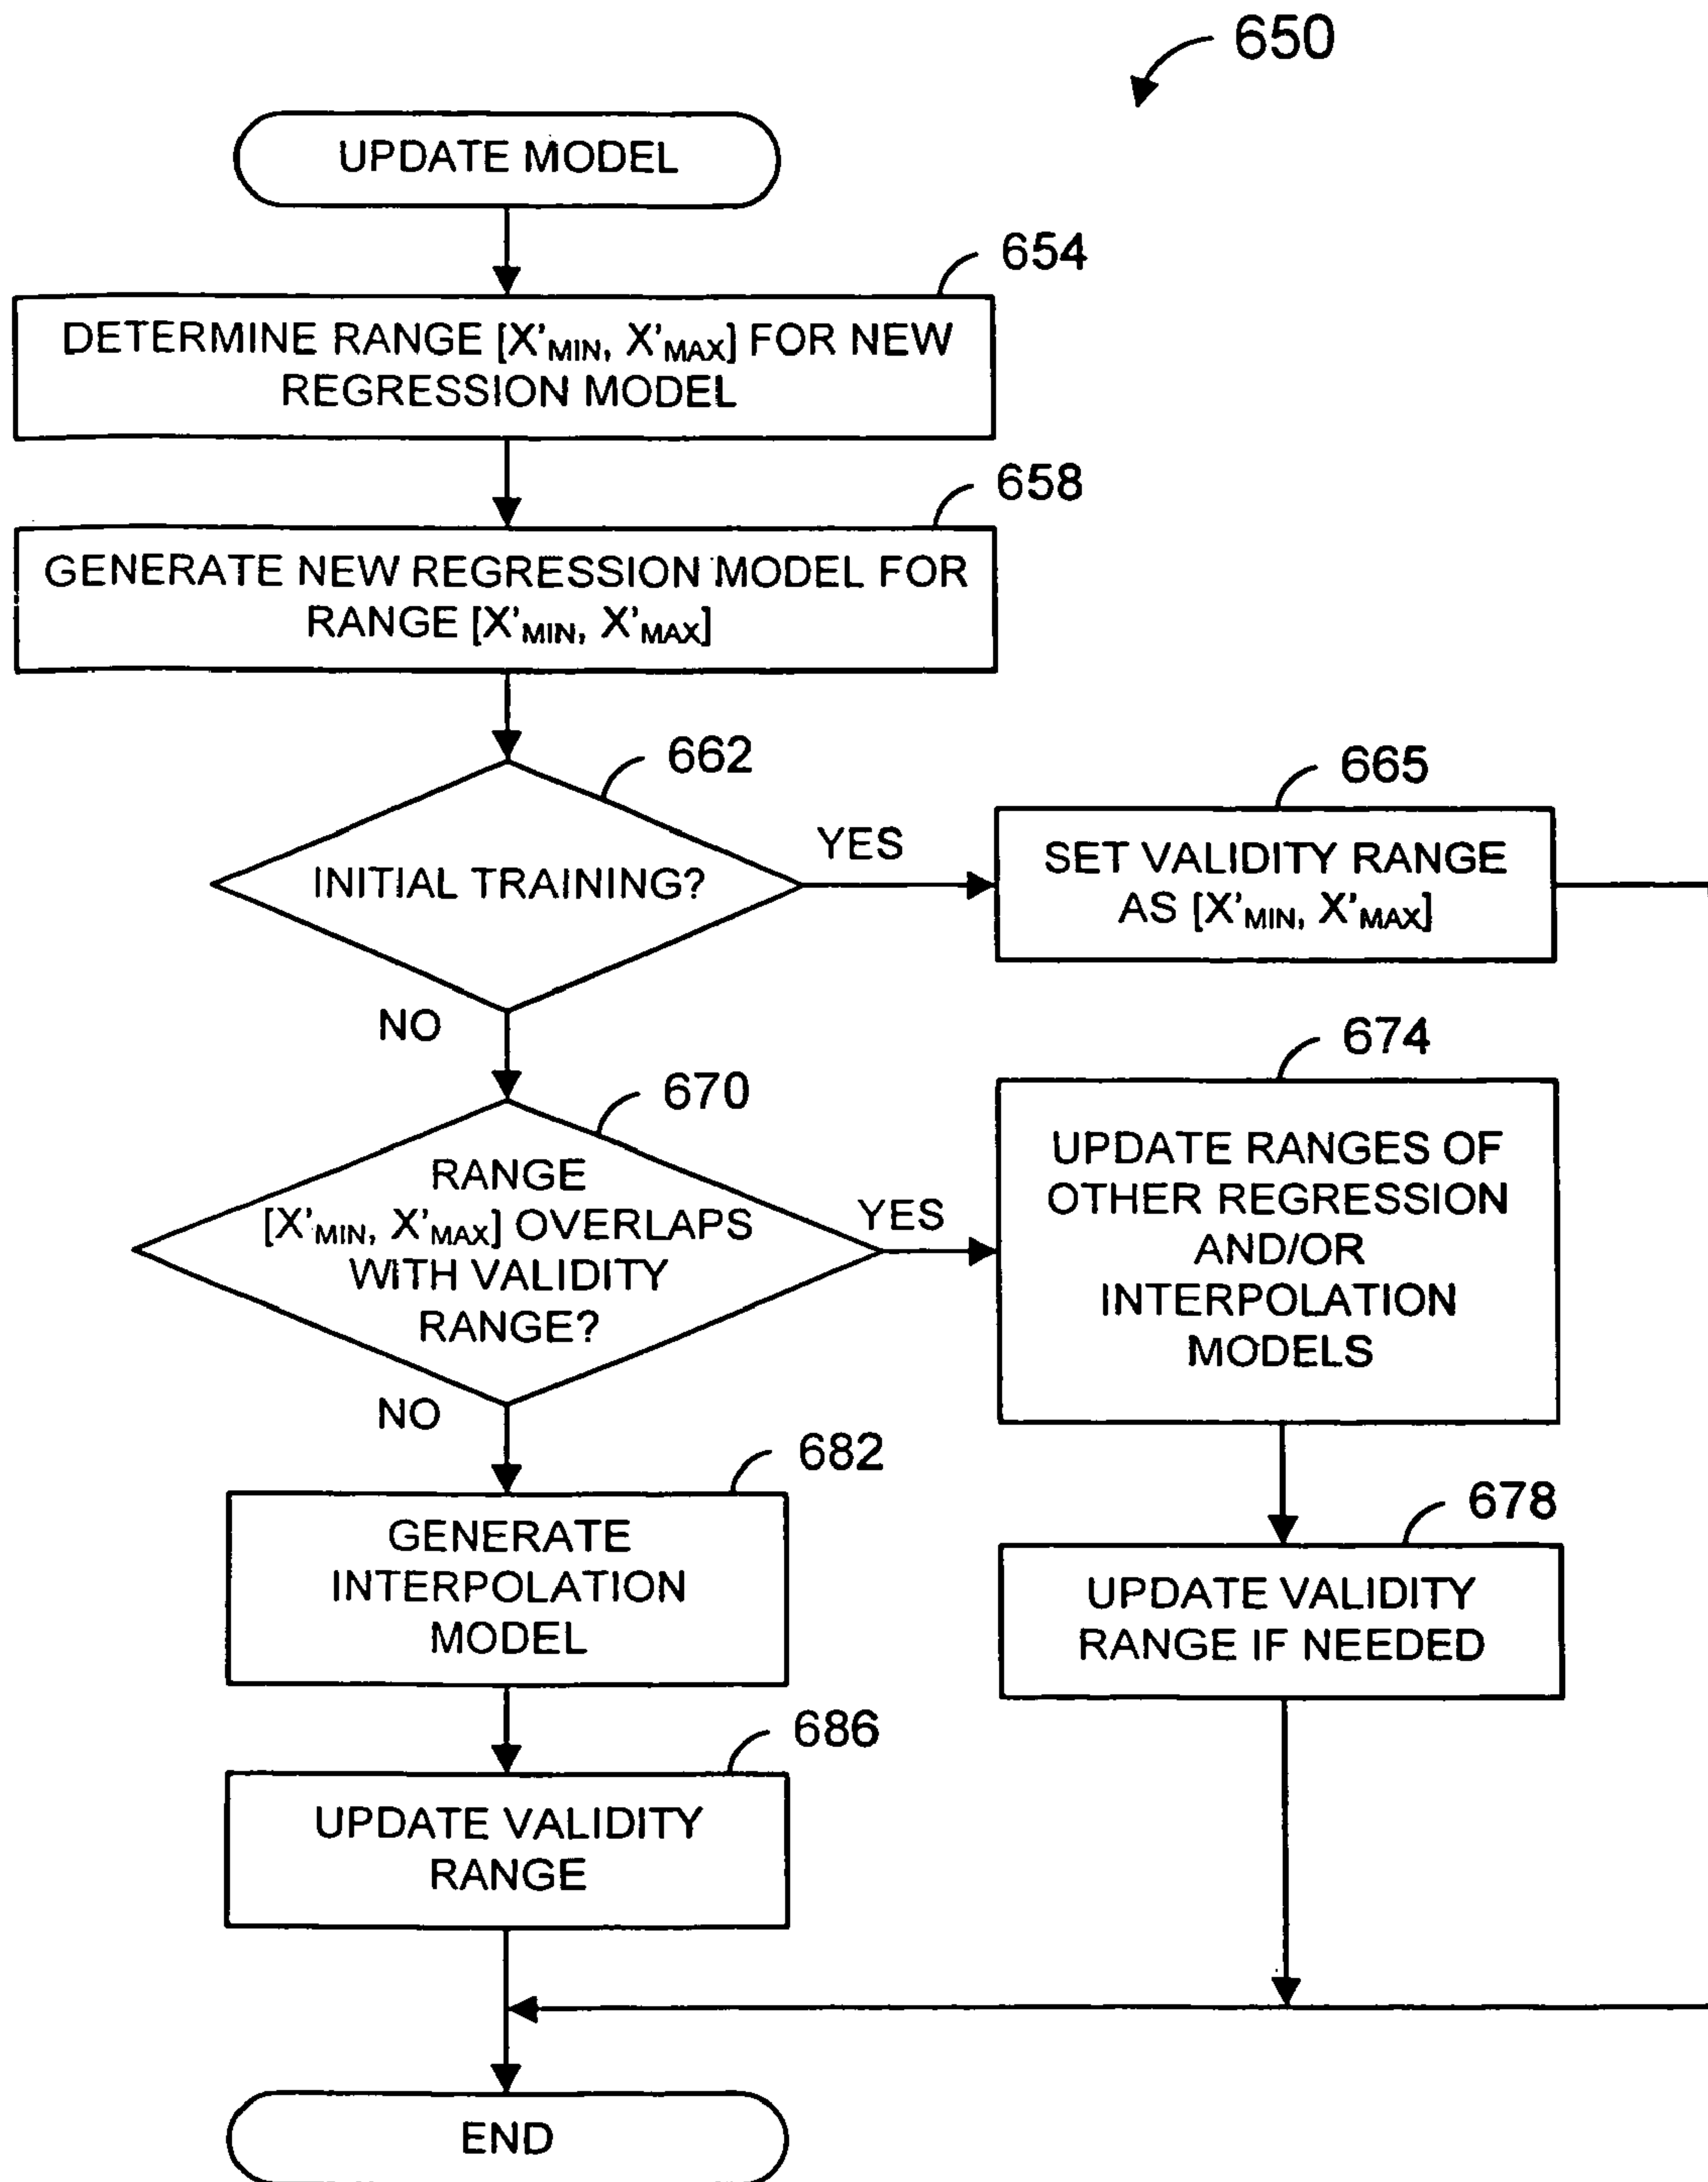 650
UPDATE MODEL
654
DETERMINE RANGE [X'MIN, X'MAX] FOR NEW
REGRESSION MODEL
658
GENERATE NEW REGRESSION MODEL FOR
RANGE [X'MIN, X'MAX]
662
INITIAL TRAINING?
YES
665
SET VALIDITY RANGE
AS [X'MIN, X'MAX]
NO
670
RANGE
[X'MIN, X'MAX] OVERLAPS
WITH VALIDITY
RANGE?
YES
674
UPDATE RANGES OF
OTHER REGRESSION
AND/OR
INTERPOLATION
MODELS
NO
682
GENERATE
INTERPOLATION
MODEL
678
UPDATE VALIDITY
RANGE IF NEEDED
686
UPDATE VALIDITY
RANGE
END